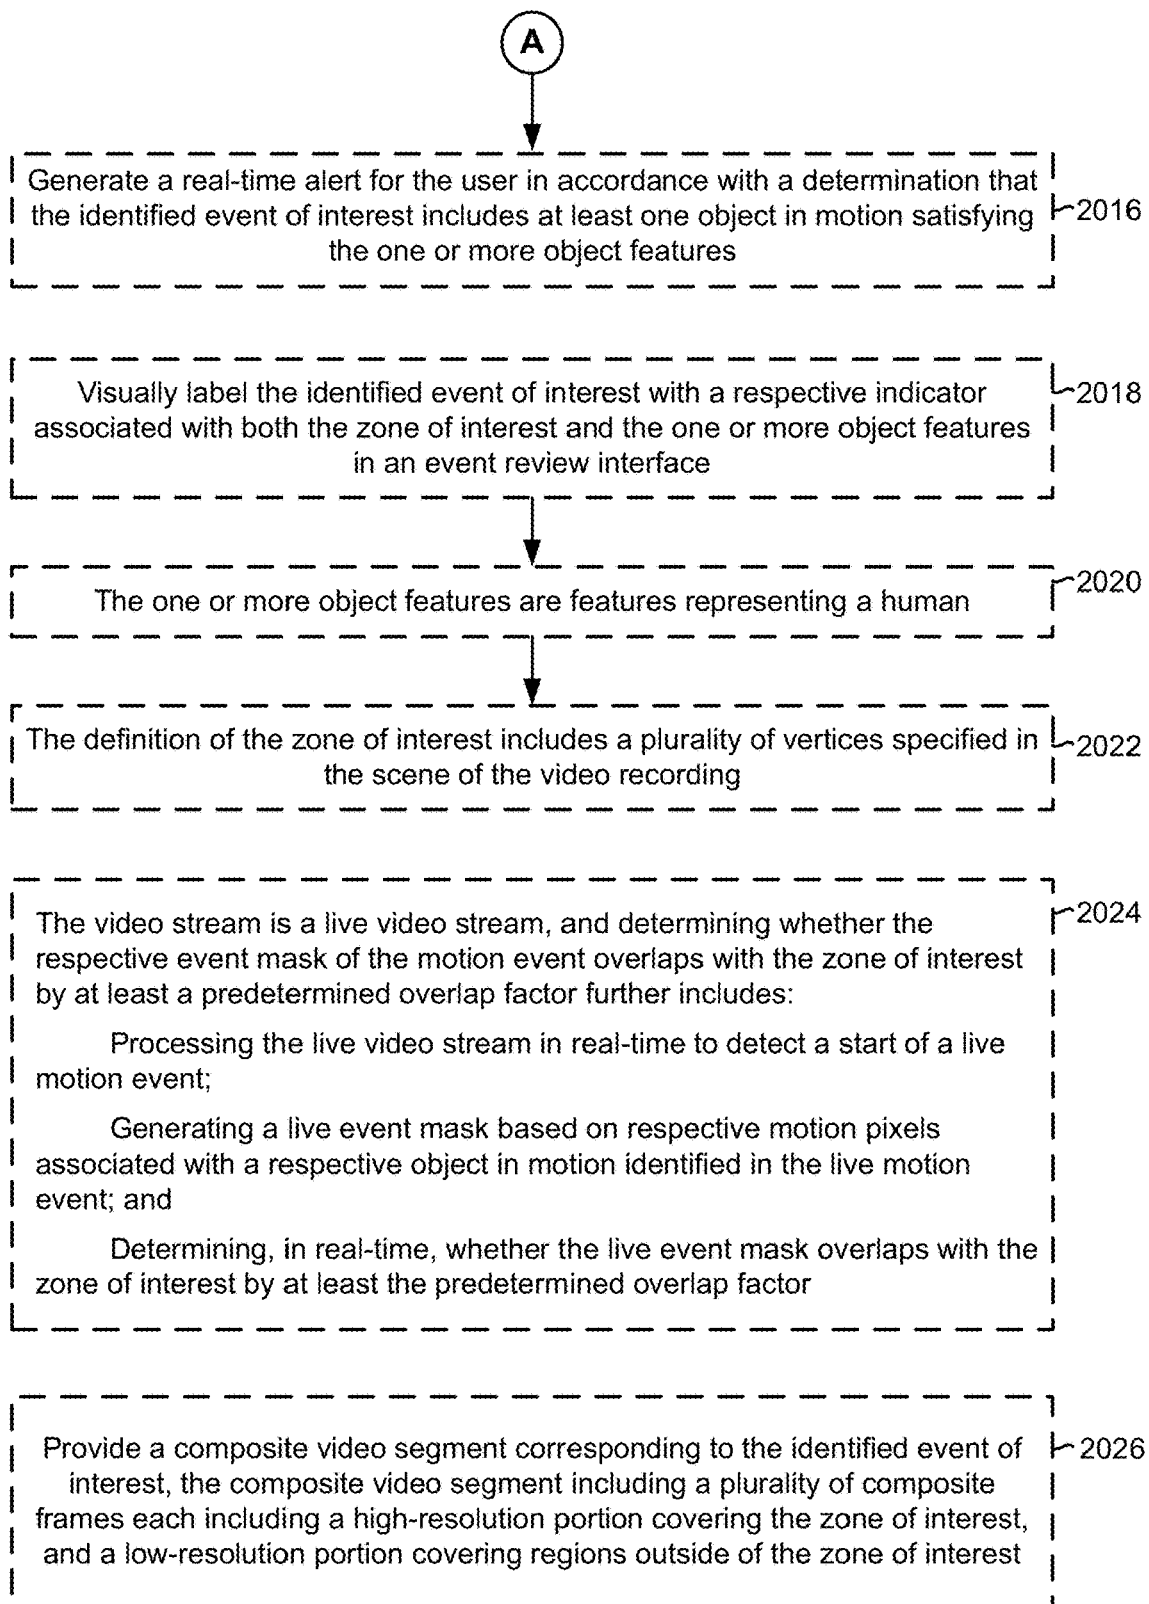 A
Generate a real-time alert for the user in accordance with a determination that
the identified event of interest includes at least one object in motion satisfying
the one or more object features
2016
Visually label the identified event of interest with a respective indicator
associated with both the zone of interest and the one or more object features
in an event review interface
2018
The one or more object features are features representing a human
2020
The definition of the zone of interest includes a plurality of vertices specified in
the scene of the video recording
2022
The video stream is a live video stream, and determining whether the
respective event mask of the motion event overlaps with the zone of interest
by at least a predetermined overlap factor further includes:
Processing the live video stream in real-time to detect a start of a live
motion event;
Generating a live event mask based on respective motion pixels
associated with a respective object in motion identified in the live motion
event; and
Determining, in real-time, whether the live event mask overlaps with the
zone of interest by at least the predetermined overlap factor
2024
Provide a composite video segment corresponding to the identified event of
interest, the composite video segment including a plurality of composite
frames each including a high-resolution portion covering the zone of interest,
and a low-resolution portion covering regions outside of the zone of interest
2026